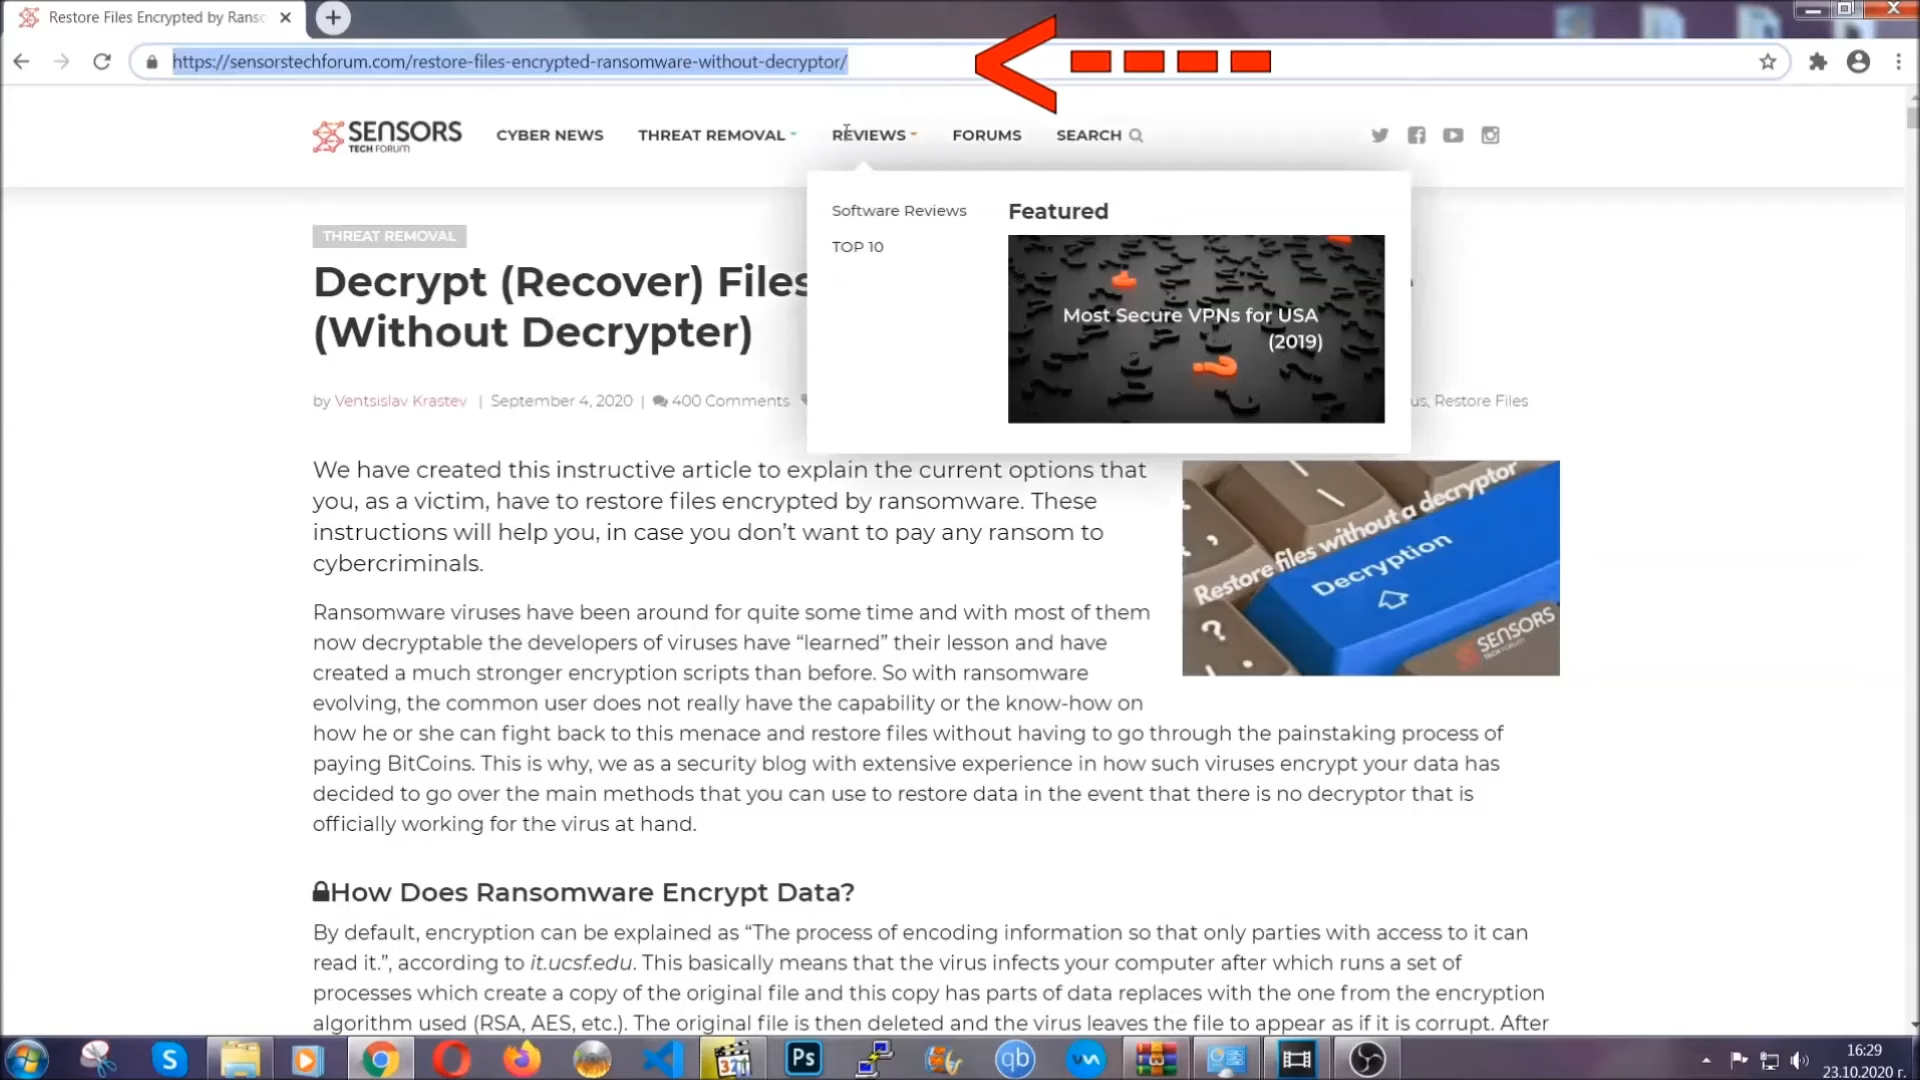 Restore Files Encrypted by Ranso
https://sensorstechforum.com/restore-files-encrypted-ransomware-without-decryptor/
SENSORS
TECH FORUM
CYBER NEWS
THREAT REMOVAL
REVIEWS
FORUMS
SEARCH
Software Reviews
TOP 10
Featured
Most Secure VPNs for USA
(2019)
THREAT REMOVAL
Decrypt (Recover) Files
(Without Decrypter)
by Ventsislav Krastev | September 4, 2020 | 400 Comments
us, Restore Files
We have created this instructive article to explain the current options that
you, as a victim, have to restore files encrypted by ransomware. These
instructions will help you, in case you don’t want to pay any ransom to
cybercriminals.
Restore files without a decryptor
Decryption
SENSORS
TECH FORUM
Ransomware viruses have been around for quite some time and with most of them
now decryptable the developers of viruses have “learned” their lesson and have
created a much stronger encryption scripts than before. So with ransomware
evolving, the common user does not really have the capability or the know-how on
how he or she can fight back to this menace and restore files without having to go through the painstaking process of
paying BitCoins. This is why, we as a security blog with extensive experience in how such viruses encrypt your data has
decided to go over the main methods that you can use to restore data in the event that there is no decryptor that is
officially working for the virus at hand.
How Does Ransomware Encrypt Data?
By default, encryption can be explained as “The process of encoding information so that only parties with access to it can
read it.”, according to it.ucsf.edu. This basically means that the virus infects your computer after which runs a set of
processes which create a copy of the original file and this copy has parts of data replaces with the one from the encryption
algorithm used (RSA, AES, etc.). The original file is then deleted and the virus leaves the file to appear as if it is corrupt. After
S
321
Ps
qb
16:29
23.10.2020 г.